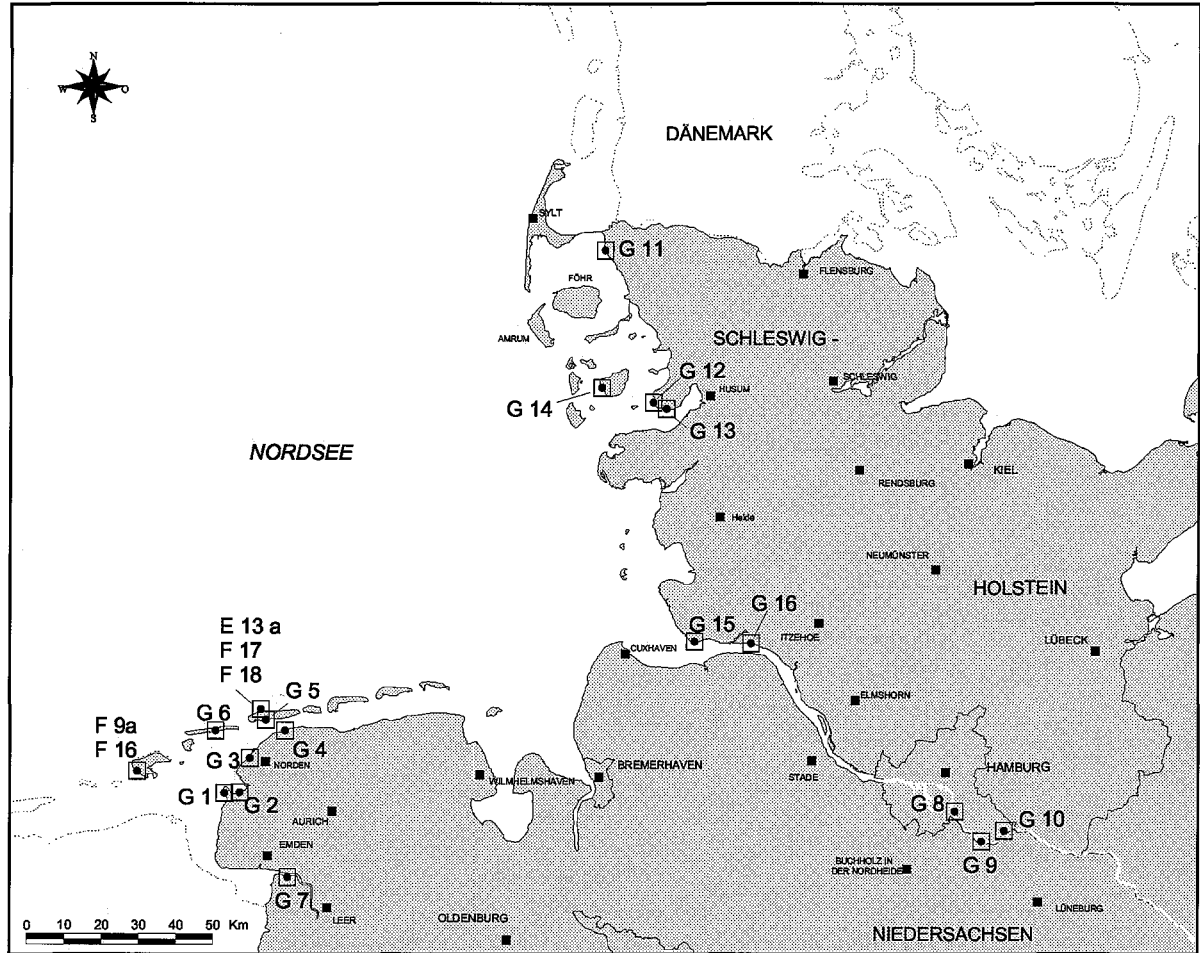 N
W O
S
DÄNEMARK
SYLT
G 11
FLENSBURG
FÖHR
AMRUM
SCHLESWIG -
G 12
SCHLESWIG
HUSUM
G 14
G 13
NORDSEE
KIEL
RENDSBURG
Heide
NEUMÜNSTER
HOLSTEIN
G 16
G 15
ITZEHOE
LÜBECK
CUXHAVEN
E 13 a
F 17
F 18
G 5
ELMSHORN
G 6
F 9a
F 16
G 3
G 4
NORDEN
STADE
HAMBURG
WILMHELMSHAVEN
BREMERHAVEN
G 1
G 2
AURICH
G 8
G 10
EMDEN
G 9
BUCHHOLZ IN
DER NORDHEIDE
G 7
LEER
LÜNEBURG
OLDENBURG
0 10 20 30 40 50 Km
NIEDERSACHSEN